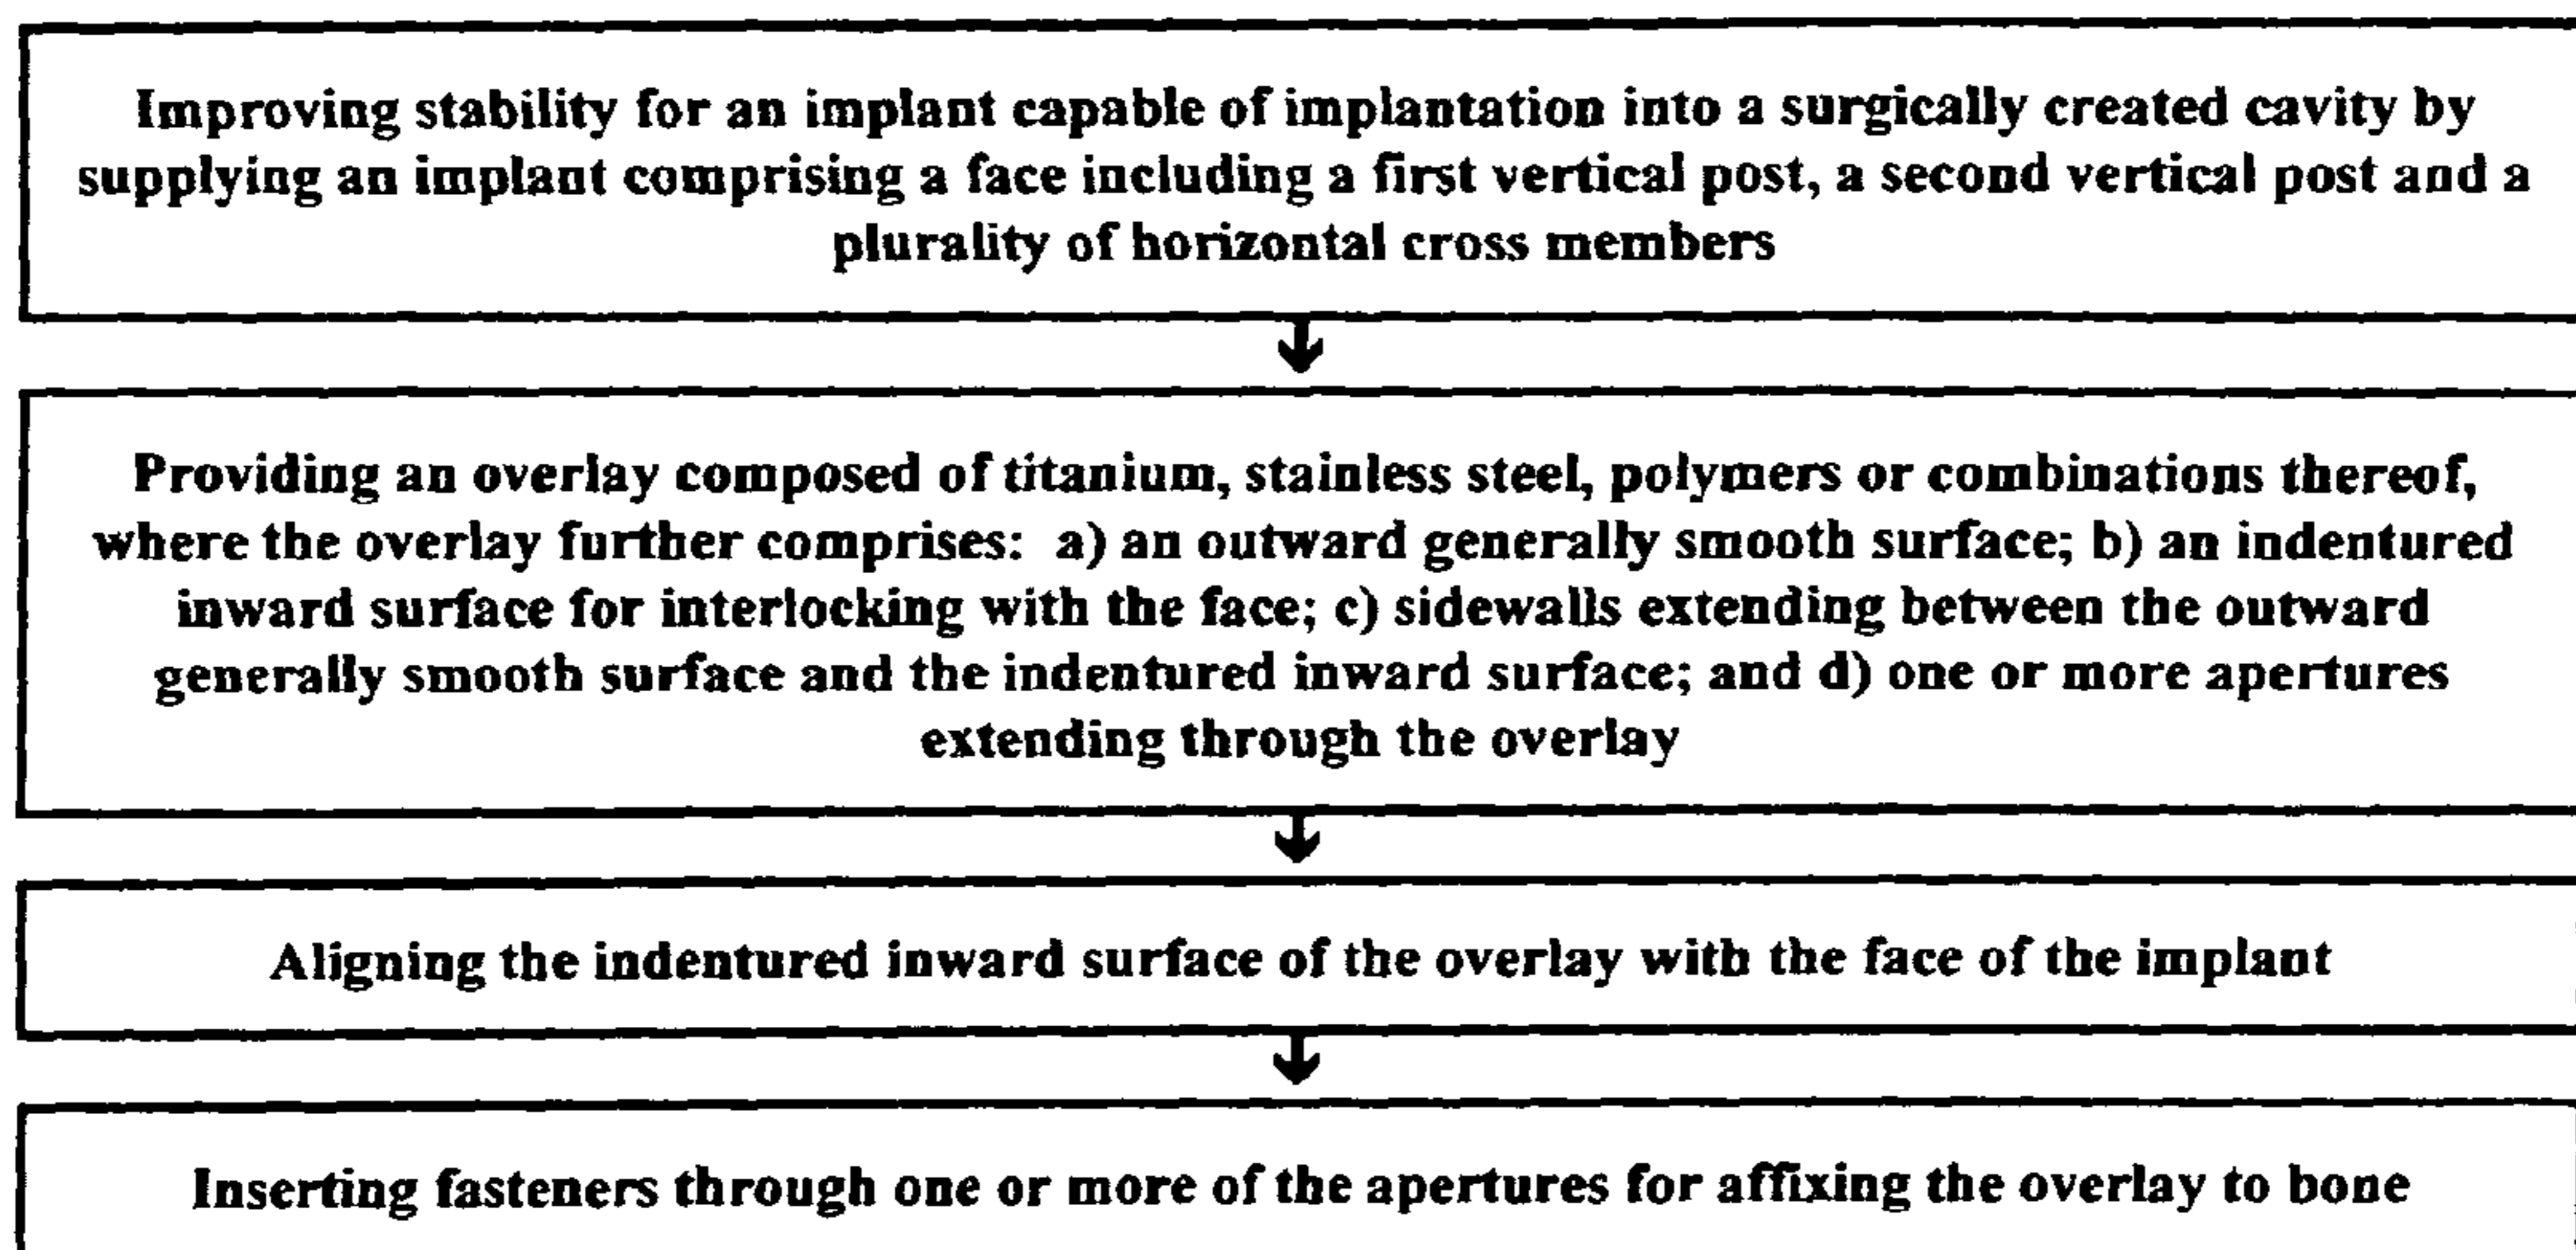 Improving stability for an implant capable of implantation into a surgically created cavity by
supplying an implant comprising a face including a first vertical post, a second vertical post and a
plurality of horizontal cross members
Providing an overlay composed of titanium, stainless steel, polymers or combinations thereof,
where the overlay further comprises: a) an outward generally smooth surface; b) an indentured
inward surface for interlocking with the face; c) sidewalls extending between the outward
generally smooth surface and the indentured inward surface; and d) one or more apertures
extending through the overlay
Aligning the indentured inward surface of the overlay with the face of the implant
Inserting fasteners through one or more of the apertures for affixing the overlay to bone